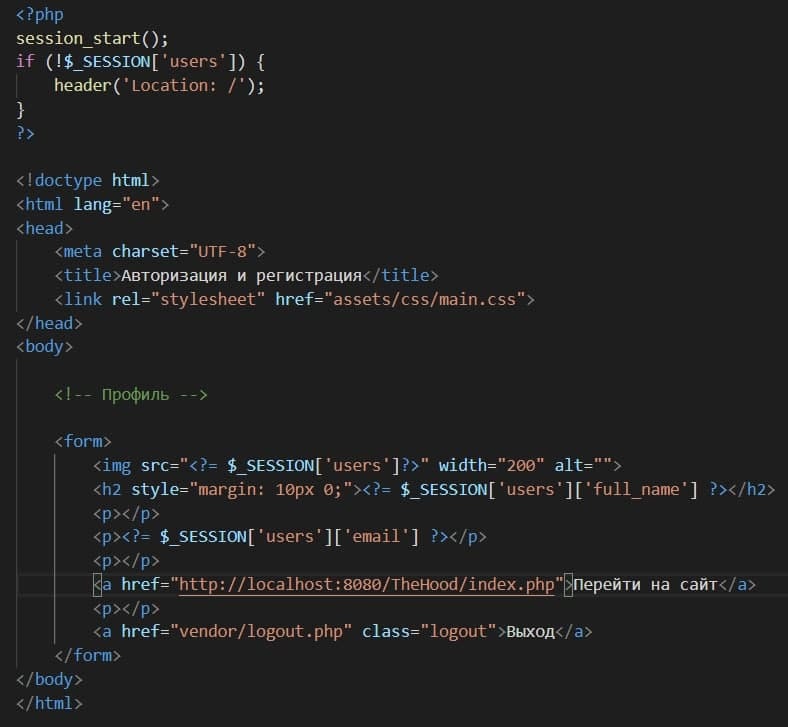 <?php
session_start();
if (!$_SESSION['users']) {
    header('Location: /');
}
?>

<!doctype html>
<html lang="en">
<head>
    <meta charset="UTF-8">
    <title>Авторизация и регистрация</title>
    <link rel="stylesheet" href="assets/css/main.css">
</head>
<body>

    <!-- Профиль -->

    <form>
        <img src="<?= $_SESSION['users']?>" width="200" alt="">
        <h2 style="margin: 10px 0;"><?= $_SESSION['users']['full_name'] ?></h2>
        <p></p>
        <p><?= $_SESSION['users']['email'] ?></p>
        <p></p>
        <a href="http://localhost:8080/TheHood/index.php">Перейти на сайт</a>
        <p></p>
        <a href="vendor/logout.php" class="logout">Выход</a>
    </form>
</body>
</html>